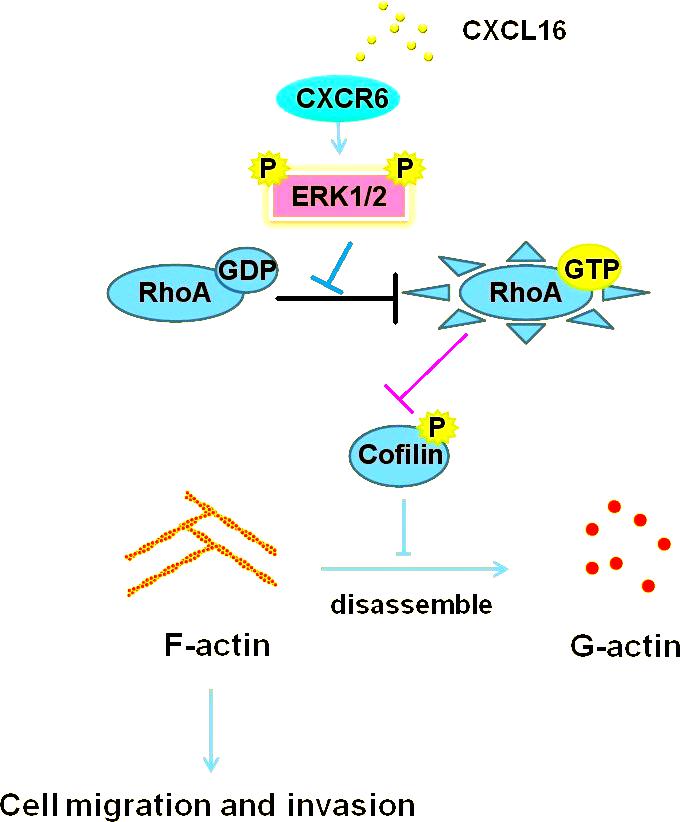 CXCL16
CXCR6
P
P
ERK1/2
GDP
RhoA
GTP
RhoA
P
Cofilin
disassemble
F-actin
G-actin
Cell migration and invasion